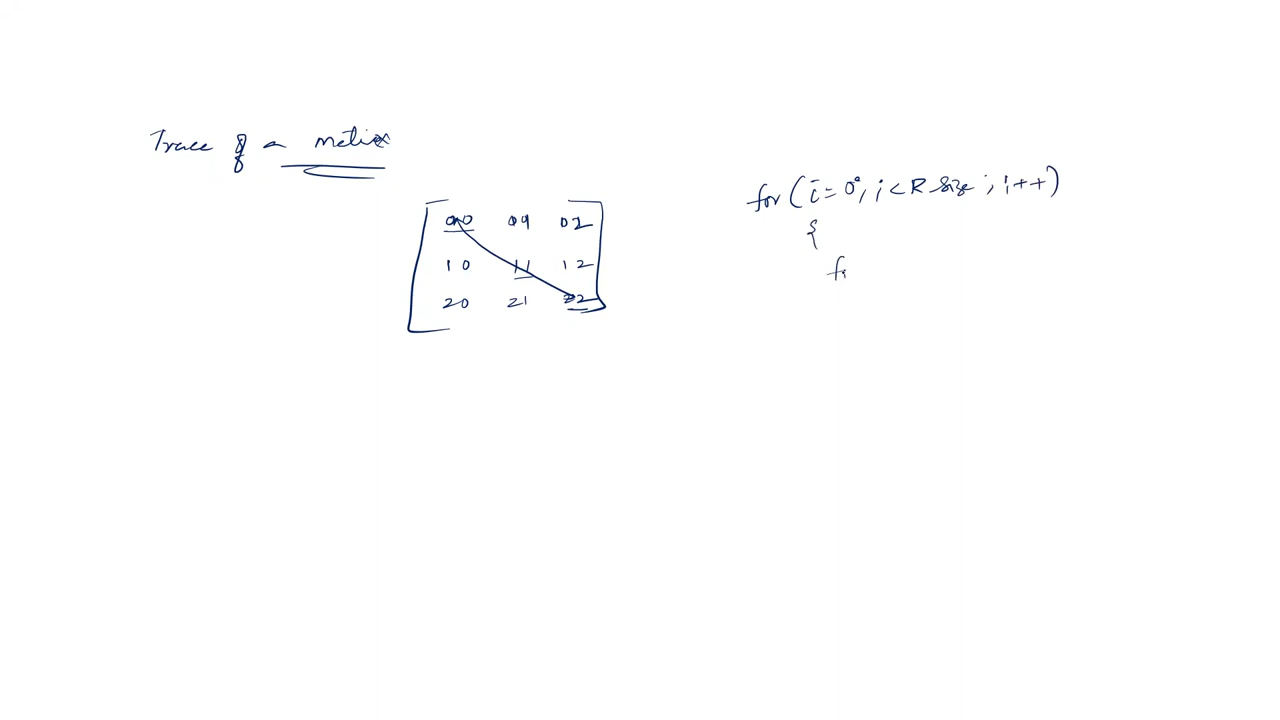 Trace of a matrix
00 01 02
10 11 12
20 21 22
for (i=0; i<R size; i++)
{
f